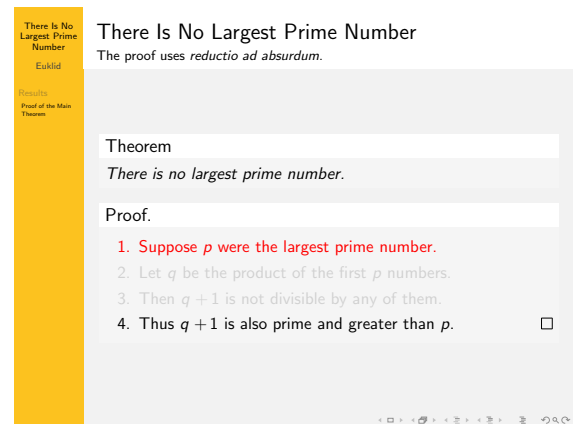 There Is No
Largest Prime
Number
Euklid
Results
Proof of the Main
Theorem
There Is No Largest Prime Number
The proof uses reductio ad absurdum.
Theorem
There is no largest prime number.
Proof.
1. Suppose p were the largest prime number.
2. Let q be the product of the first p numbers.
3. Then q + 1 is not divisible by any of them.
4. Thus q + 1 is also prime and greater than p.